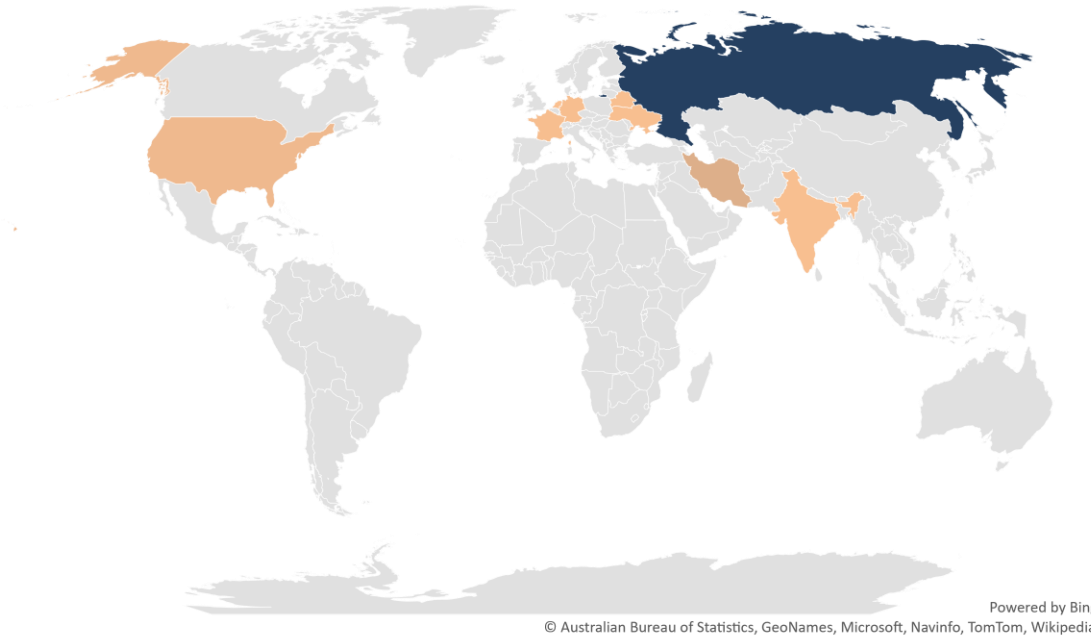 Powered by Bin
© Australian Bureau of Statistics, GeoNames, Microsoft, Navinfo, TomTom, Wikipedia